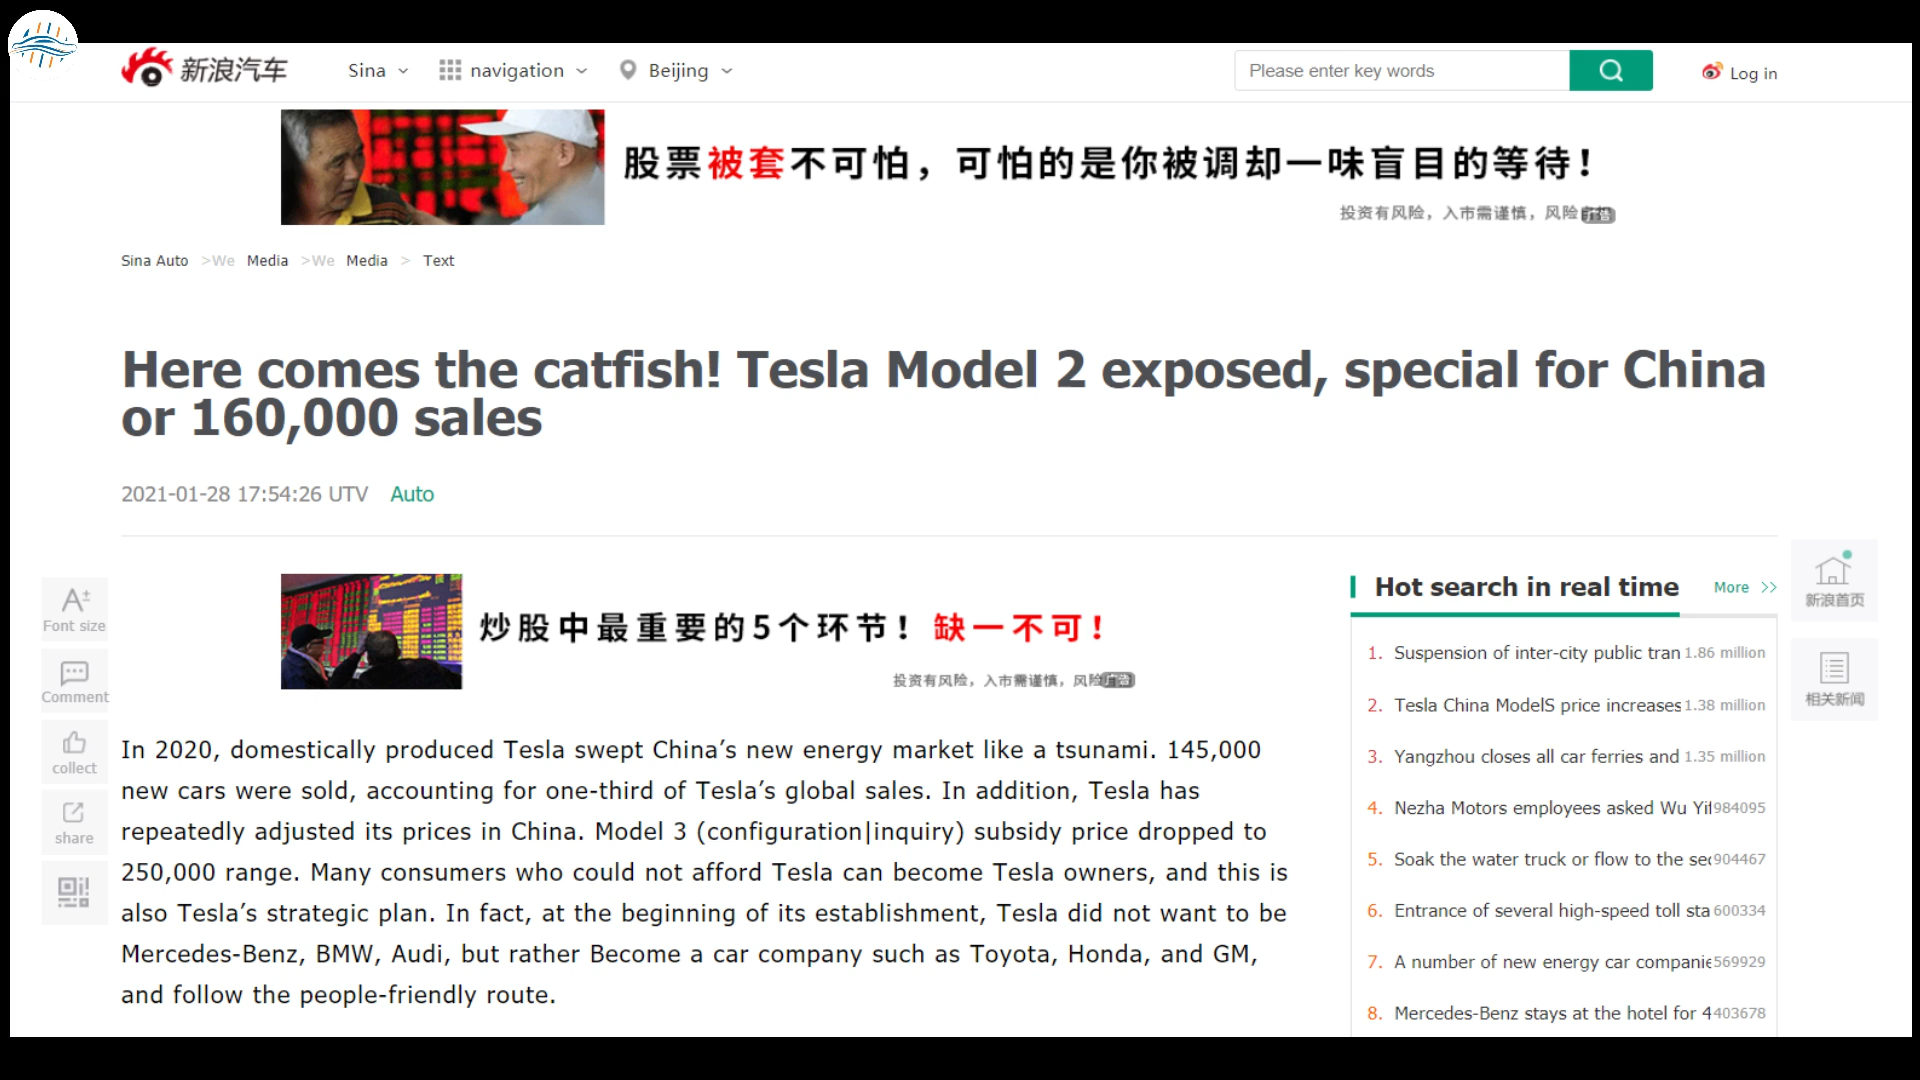 新浪汽车
Sina
navigation
Beijing
Please enter key words
Log in
股票被套不可怕，可怕的是你被调却一味盲目的等待！
投资有风险，入市需谨慎，风险
广告
Sina Auto >We Media >We Media > Text
Here comes the catfish! Tesla Model 2 exposed, special for China
or 160,000 sales
2021-01-28 17:54:26 UTV Auto
炒股中最重要的5个环节！缺一不可！
投资有风险，入市需谨慎，风险
广告
In 2020, domestically produced Tesla swept China’s new energy market like a tsunami. 145,000
new cars were sold, accounting for one-third of Tesla’s global sales. In addition, Tesla has
repeatedly adjusted its prices in China. Model 3 (configuration|inquiry) subsidy price dropped to
250,000 range. Many consumers who could not afford Tesla can become Tesla owners, and this is
also Tesla’s strategic plan. In fact, at the beginning of its establishment, Tesla did not want to be
Mercedes-Benz, BMW, Audi, but rather Become a car company such as Toyota, Honda, and GM,
and follow the people-friendly route.
A±
Font size
Comment
collect
share
Hot search in real time More >>
1. Suspension of inter-city public tran 1.86 million
2. Tesla China ModelS price increases 1.38 million
3. Yangzhou closes all car ferries and 1.35 million
4. Nezha Motors employees asked Wu Yif 984095
5. Soak the water truck or flow to the sec 904467
6. Entrance of several high-speed toll sta 600334
7. A number of new energy car companie 569929
8. Mercedes-Benz stays at the hotel for 4 403678
新浪首页
相关新闻